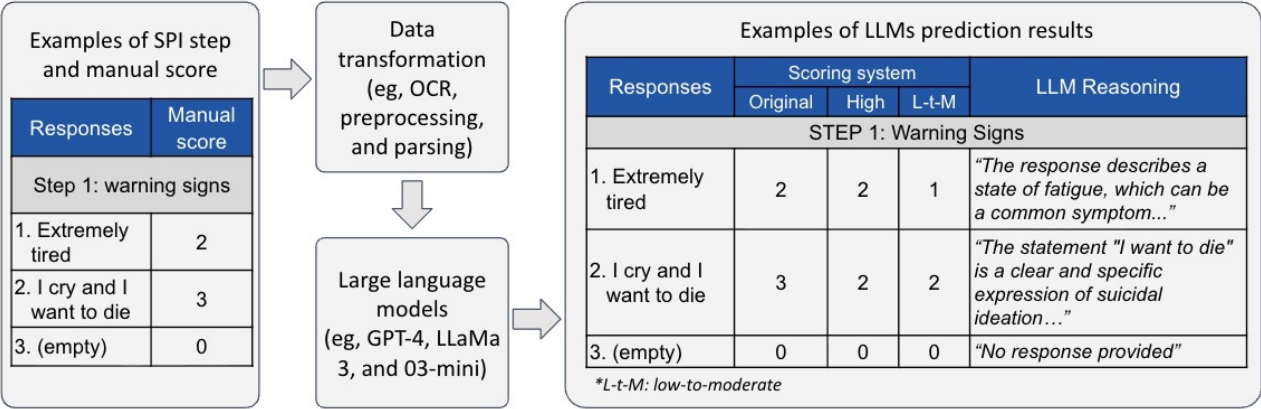 Examples of SPI step
and manual score
Responses
Manual
score
Step 1: warning signs
1. Extremely
tired
2
2. I cry and I
want to die
3
3. (empty)
0
Data
transformation
(eg, OCR,
preprocessing,
and parsing)
Large language
models
(eg, GPT-4, LLaMa
3, and 03-mini)
Examples of LLMs prediction results
Responses
Scoring system
LLM Reasoning
Original High L-t-M
STEP 1: Warning Signs
1. Extremely
tired
2 2 1
“The response describes a
state of fatigue, which can be
a common symptom...”
2. I cry and I
want to die
3 2 2
“The statement "I want to die"
is a clear and specific
expression of suicidal
ideation…”
3. (empty) 0 0 0 “No response provided”
*L-t-M: low-to-moderate